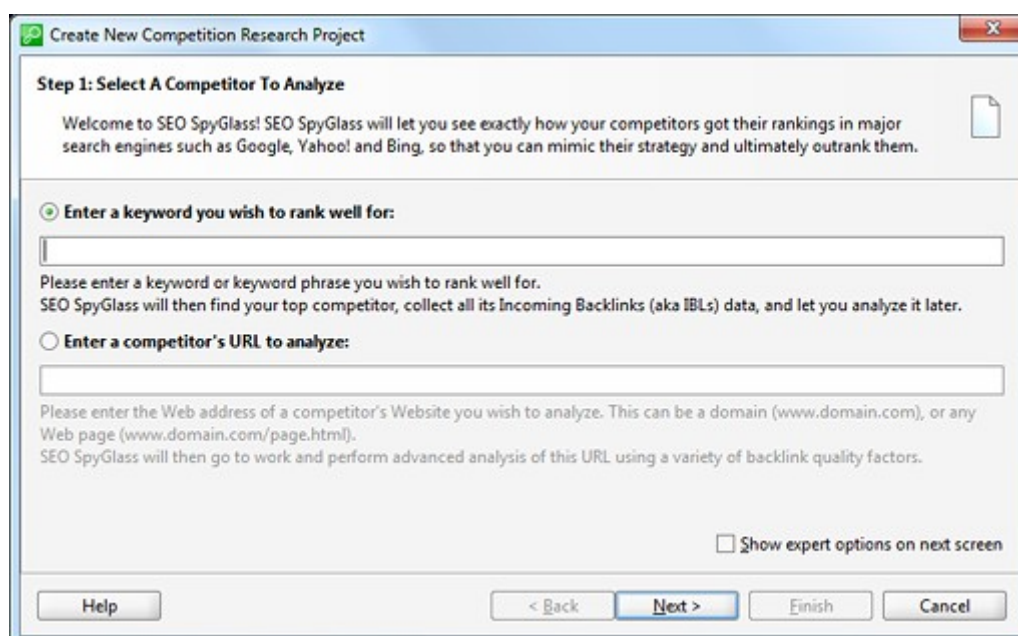 Create New Competition Research Project
Step 1: Select A Competitor To Analyze
Welcome to SEO SpyGlass! SEO SpyGlass will let you see exactly how your competitors got their rankings in major
search engines such as Google, Yahoo! and Bing, so that you can mimic their strategy and ultimately outrank them.
Enter a keyword you wish to rank well for:
Please enter a keyword or keyword phrase you wish to rank well for.
SEO SpyGlass will then find your top competitor, collect all its Incoming Backlinks (aka IBLs) data, and let you analyze it later.
Enter a competitor's URL to analyze:
Please enter the Web address of a competitor's Website you wish to analyze. This can be a domain (www.domain.com), or any
Web page (www.domain.com/page.html).
SEO SpyGlass will then go to work and perform advanced analysis of this URL using a variety of backlink quality factors.
Show expert options on next screen
Help < Back Next > Finish Cancel